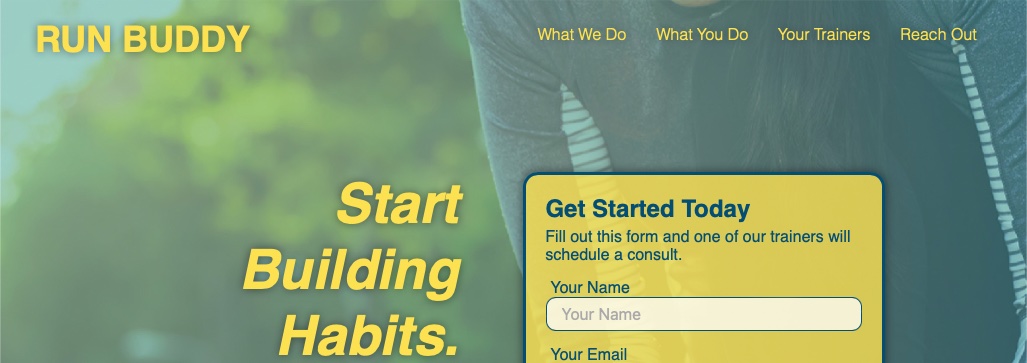 RUN BUDDY
What We Do
What You Do
Your Trainers
Reach Out
Start
Building
Habits.
Get Started Today
Fill out this form and one of our trainers will
schedule a consult.
Your Name
Your Name
Your Email